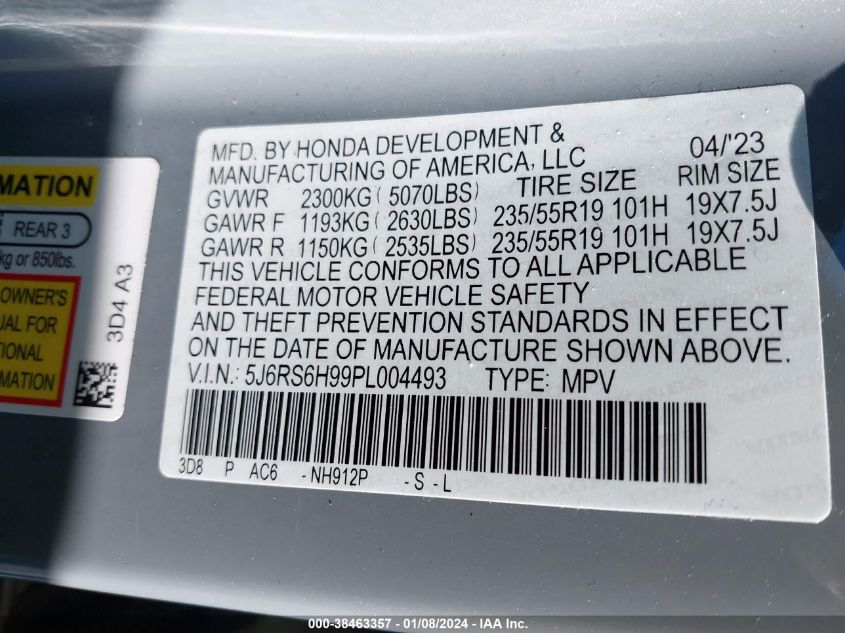 MATION
REAR 3
kg or 850lbs.
OWNER'S
UAL FOR
TIONAL
MATION.
3D4 A3
MFD. BY HONDA DEVELOPMENT & 04/'23
MANUFACTURING OF AMERICA, LLC
GVWR 2300KG ( 5070LBS) TIRE SIZE RIM SIZE
GAWR F 1193KG ( 2630LBS) 235/55R19 101H 19X7.5J
GAWR R 1150KG ( 2535LBS) 235/55R19 101H 19X7.5J
THIS VEHICLE CONFORMS TO ALL APPLICABLE
FEDERAL MOTOR VEHICLE SAFETY
AND THEFT PREVENTION STANDARDS IN EFFECT
ON THE DATE OF MANUFACTURE SHOWN ABOVE.
V.I.N.: 5J6RS6H99PL004493 TYPE: MPV
3D8 P AC6 -NH912P -S -L
000-38463357 - 01/08/2024 - IAA Inc.